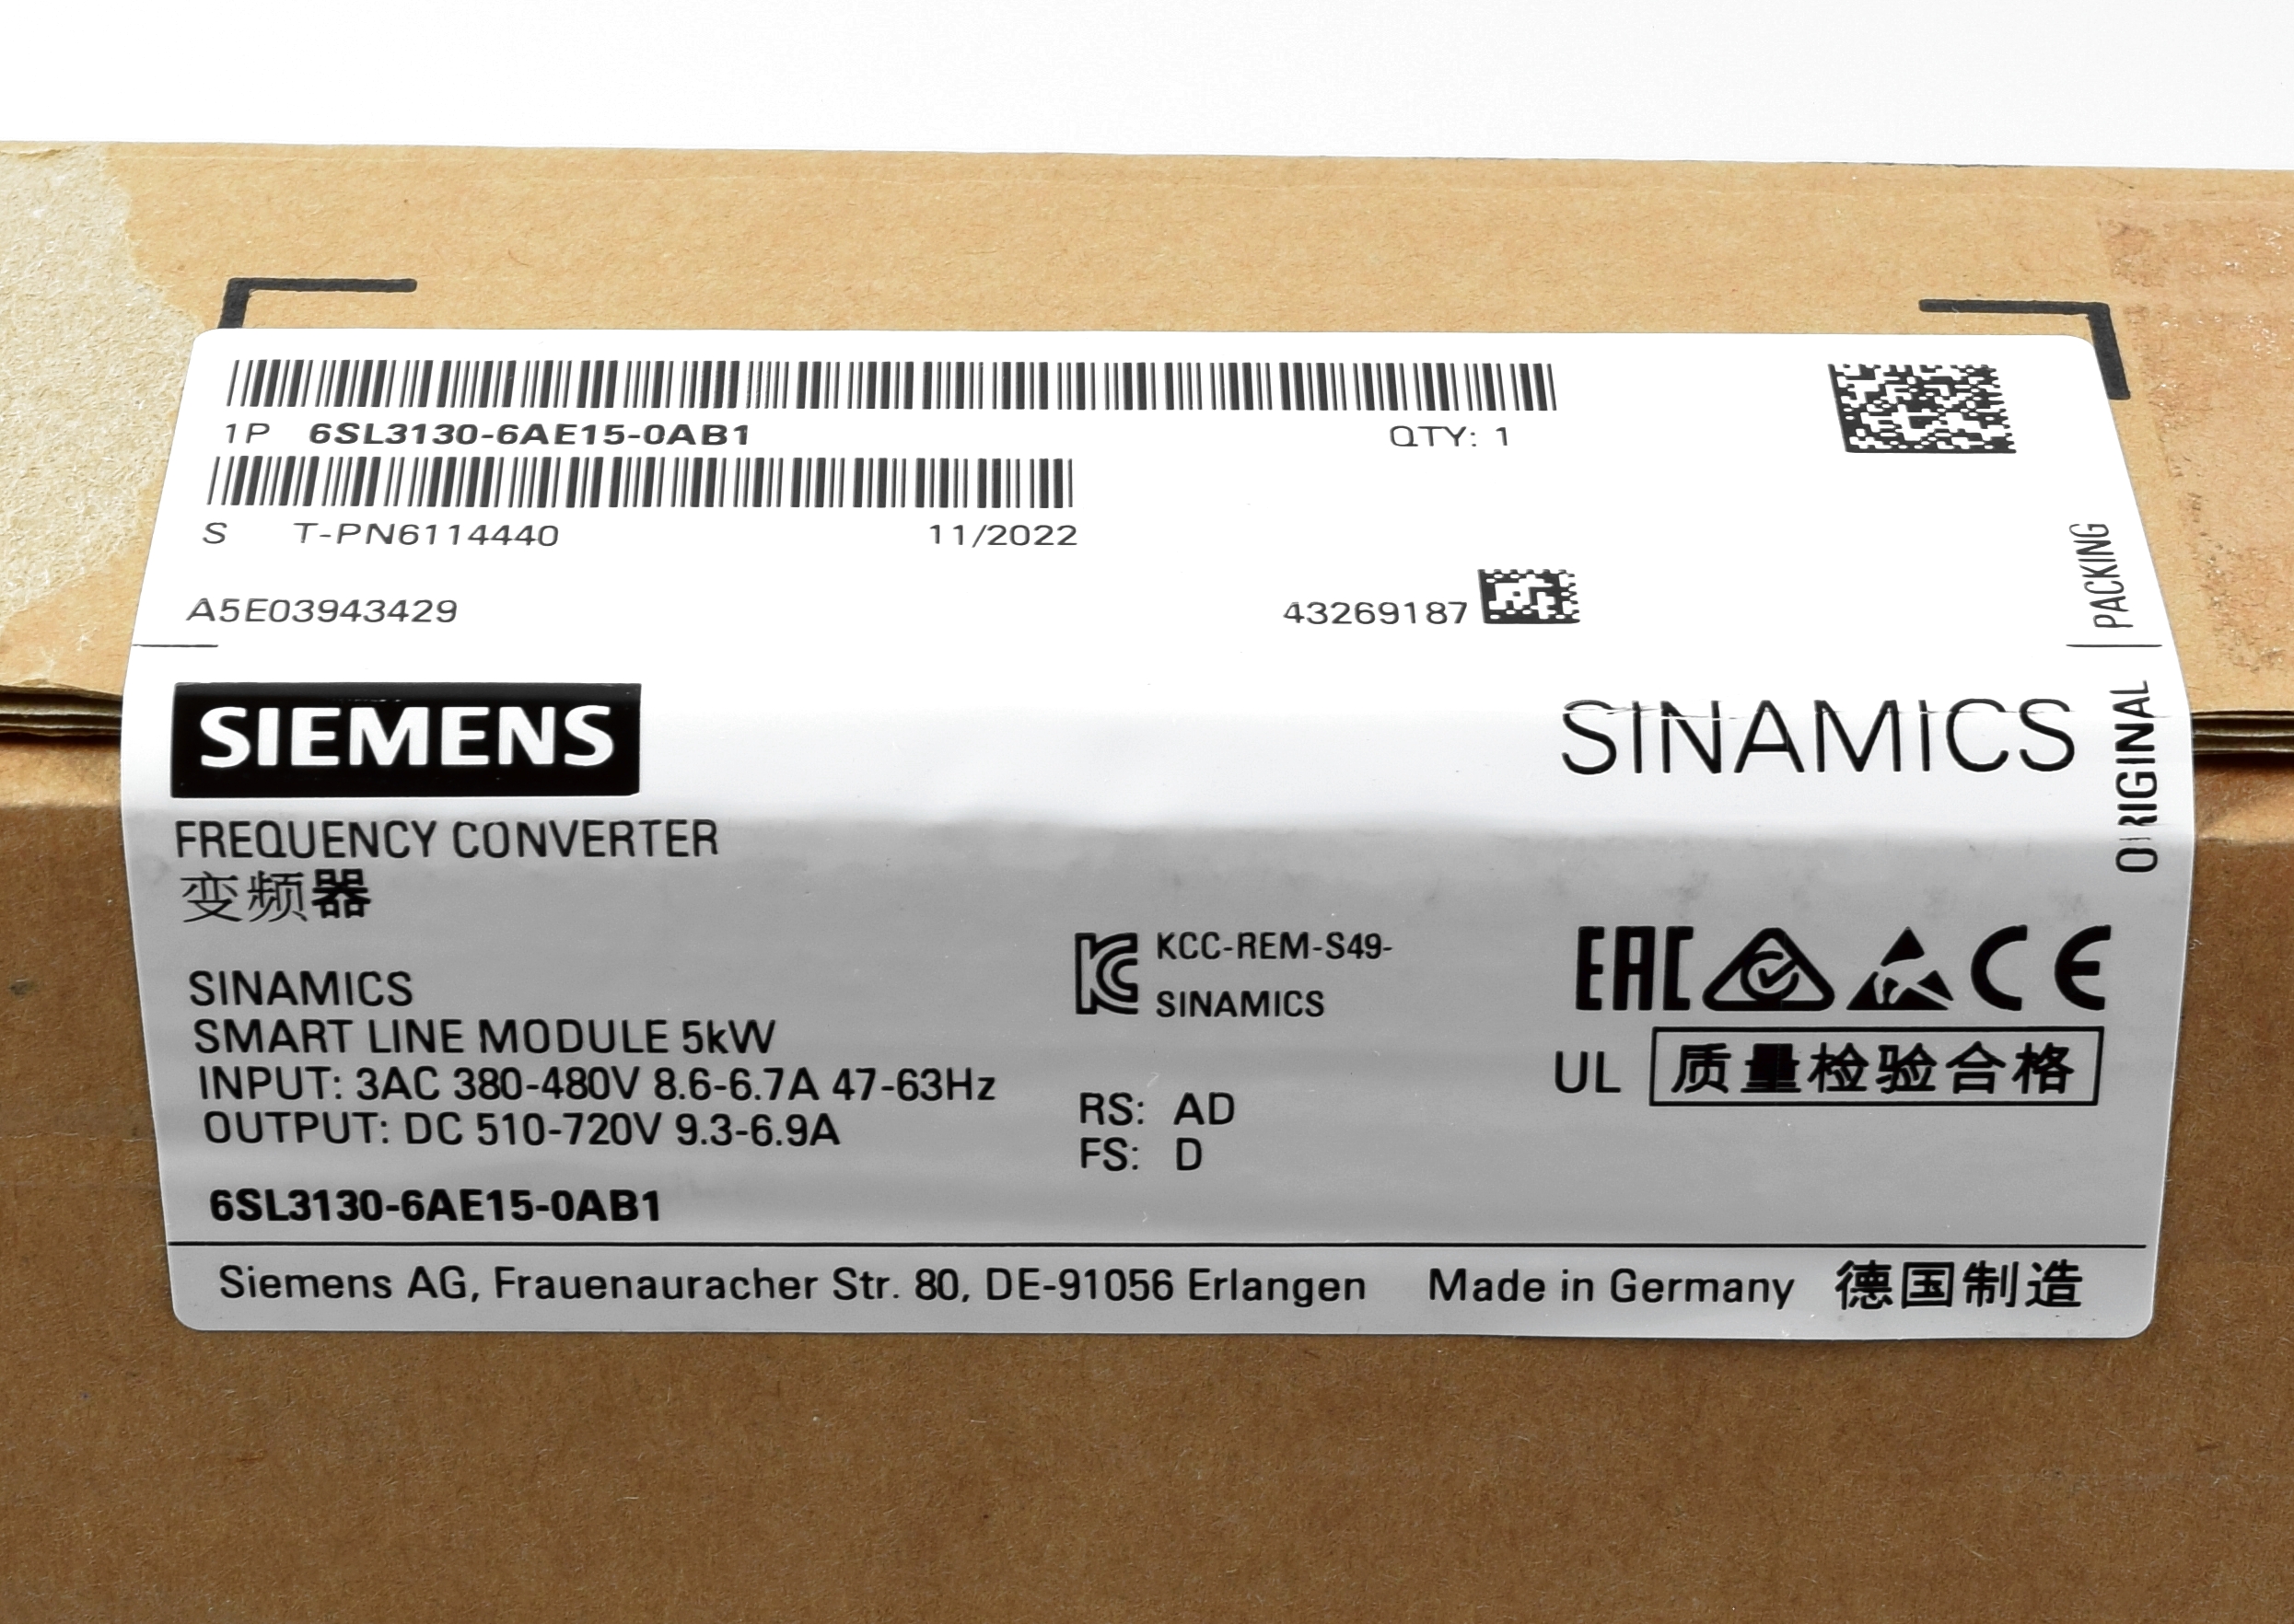 1P 6SL3130-6AE15-0AB1 QTY: 1
S T-PN6114440 11/2022
A5E03943429 43269187
ORIGINAL | PACKING
SIEMENS SINAMICS
FREQUENCY CONVERTER
变频器
SINAMICS
SMART LINE MODULE 5kW
INPUT: 3AC 380-480V 8.6-6.7A 47-63Hz
OUTPUT: DC 510-720V 9.3-6.9A
6SL3130-6AE15-0AB1
KCC-REM-S49-
SINAMICS
RS: AD
FS: D
EAC CE
UL 质量检验合格
Siemens AG, Frauenauracher Str. 80, DE-91056 Erlangen Made in Germany 德国制造